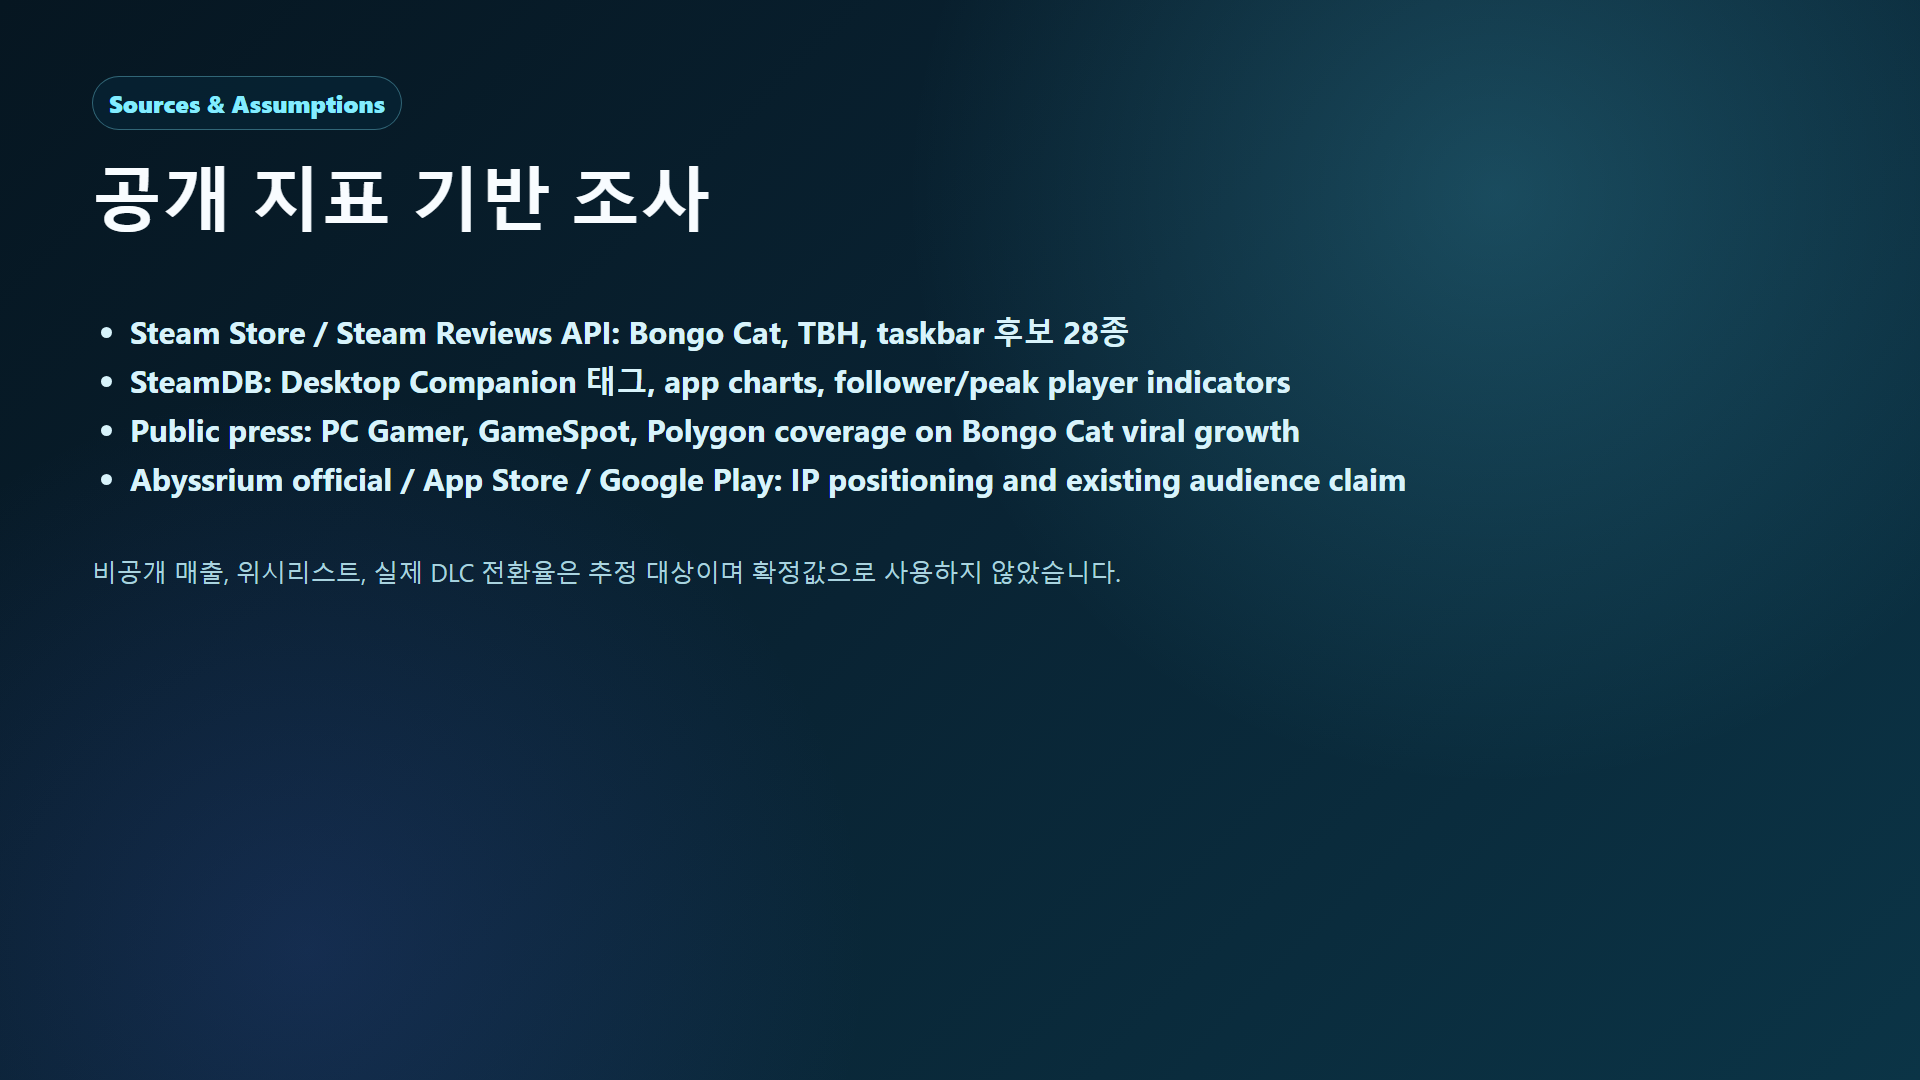 Sources & Assumptions
공개 지표 기반 조사
• Steam Store / Steam Reviews API: Bongo Cat, TBH, taskbar 후보 28종
• SteamDB: Desktop Companion 태그, app charts, follower/peak player indicators
• Public press: PC Gamer, GameSpot, Polygon coverage on Bongo Cat viral growth
• Abyssrium official / App Store / Google Play: IP positioning and existing audience claim
비공개 매출, 위시리스트, 실제 DLC 전환율은 추정 대상이며 확정값으로 사용하지 않았습니다.